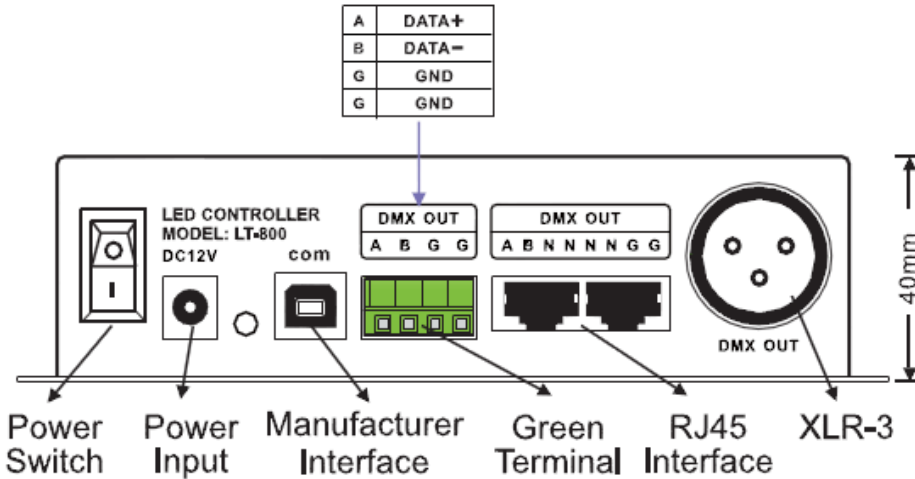 A DATA+
B DATA-
G GND
G GND
LED CONTROLLER
MODEL: LT-800
DC12V
com
DMX OUT
A B G G
DMX OUT
A B N N N N G G
DMX OUT
40mm
Power
Switch
Power
Input
Manufacturer
Interface
Green
Terminal
RJ45
Interface
XLR-3